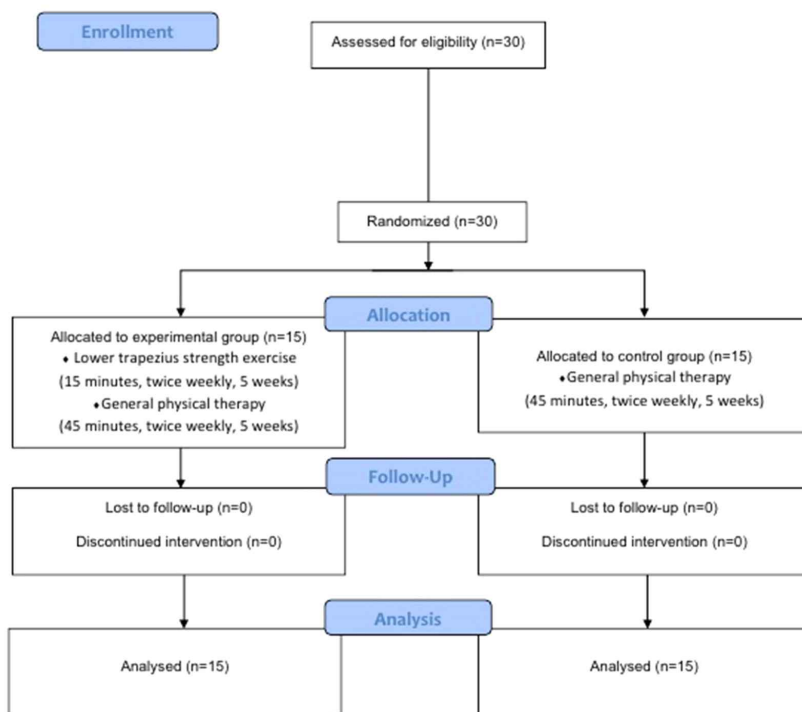 Enrollment
Assessed for eligibility (n=30)
Randomized (n=30)
Allocation
Allocated to experimental group (n=15)
♦ Lower trapezius strength exercise
(15 minutes, twice weekly, 5 weeks)
♦General physical therapy
(45 minutes, twice weekly, 5 weeks)
Allocated to control group (n=15)
♦General physical therapy
(45 minutes, twice weekly, 5 weeks)
Follow-Up
Lost to follow-up (n=0)
Discontinued intervention (n=0)
Lost to follow-up (n=0)
Discontinued intervention (n=0)
Analysis
Analysed (n=15)
Analysed (n=15)